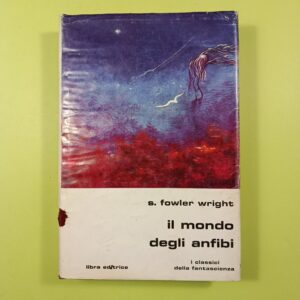 s. fowler wright
il mondo
degli anfibi
i classici
della fantascienza
libra editrice